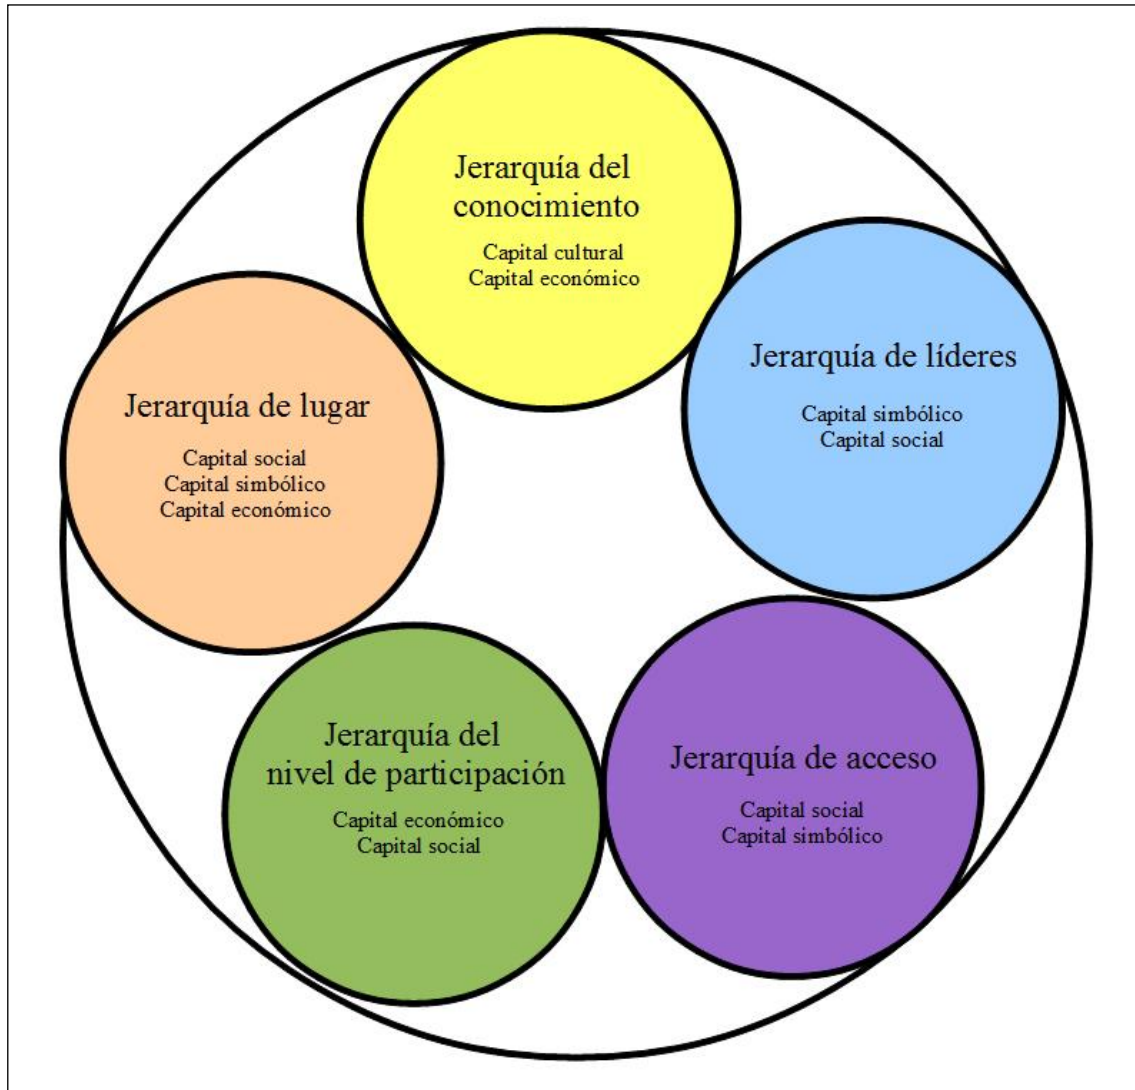 Jerarquía del
conocimiento
Capital cultural
Capital económico
Jerarquía de líderes
Capital simbólico
Capital social
Jerarquía de lugar
Capital social
Capital simbólico
Capital económico
Jerarquía del
nivel de participación
Capital económico
Capital social
Jerarquía de acceso
Capital social
Capital simbólico